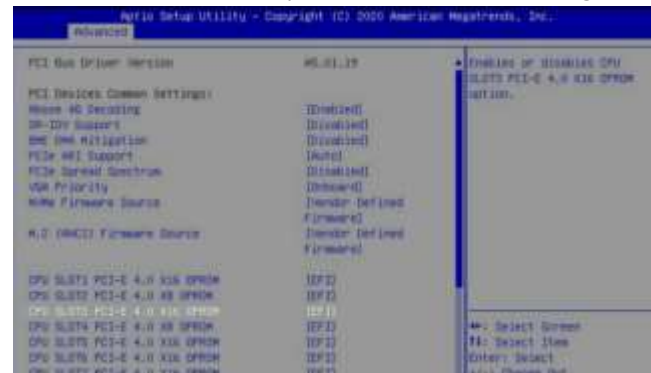 Aptio Setup Utility - Copyright (C) 2020 American Megatrends, Inc.
Advanced
PCI Bus Driver Version A5.01.19
Enables or disables CPU
SLOT3 PCI-E 4.0 X16 OPROM
option.
PCI Devices Common Settings:
Above 4G Decoding [Enabled]
SR-IOV Support [Disabled]
BME DMA Mitigation [Disabled]
PCIe ARI Support [Auto]
PCIe Spread Spectrum [Disabled]
VGA Priority [Onboard]
NVMe Firmware Source [Vendor Defined
Firmware]
M.2 (AHCI) Firmware Source [Vendor Defined
Firmware]
CPU SLOT1 PCI-E 4.0 X16 OPROM [EFI]
CPU SLOT2 PCI-E 4.0 X8 OPROM [EFI]
CPU SLOT3 PCI-E 4.0 X16 OPROM [EFI]
CPU SLOT4 PCI-E 4.0 X8 OPROM [EFI]
CPU SLOT5 PCI-E 4.0 X16 OPROM [EFI]
CPU SLOT6 PCI-E 4.0 X8 OPROM [EFI]
: Select Screen
: Select Item
Enter: Select